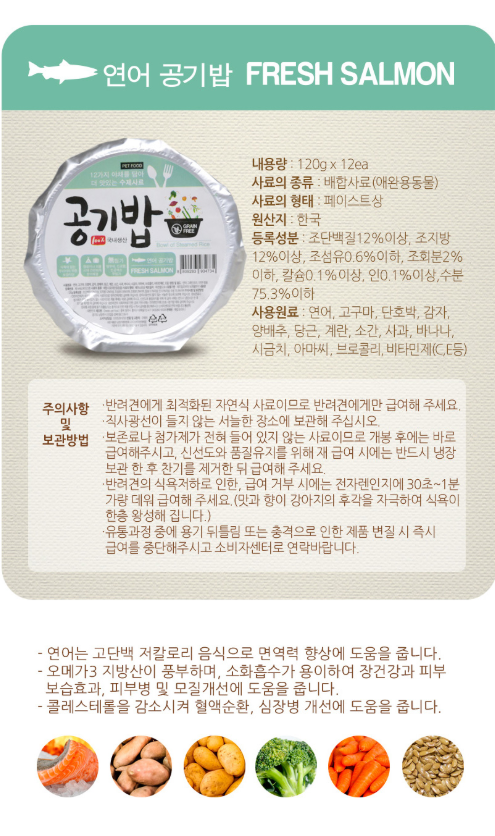 연어 공기밥 FRESH SALMON
PET FOOD
12가지 야채를 담아
더 맛있는 수제사료
공기밥
GRAIN FREE
Bowl of Steamed Rice
연어 공기밥
FRESH SALMON
내용량 : 120g x 12ea
사료의 종류 : 배합사료(애완용동물)
사료의 형태 : 페이스트상
원산지 : 한국
등록성분 : 조단백질12%이상, 조지방
12%이상, 조섬유0.6%이하, 조회분2%
이하, 칼슘0.1%이상, 인0.1%이상,수분
75.3%이하
사용원료 : 연어, 고구마, 단호박, 감자,
양배추, 당근, 계란, 소간, 사과, 바나나,
시금치, 아마씨, 브로콜리, 비타민제(C,E등)
주의사항
및
보관방법
·반려견에게 최적화된 자연식 사료이므로 반려견에게만 급여해 주세요.
·직사광선이 들지 않는 서늘한 장소에 보관해 주십시오.
·보존료나 첨가제가 전혀 들어 있지 않는 사료이므로 개봉 후에는 바로
급여해주시고, 신선도와 품질유지를 위해 재 급여 시에는 반드시 냉장
보관 한 후 찬기를 제거한 뒤 급여해 주세요.
·반려견의 식욕저하로 인한, 급여 거부 시에는 전자렌인지에 30초~1분
가량 데워 급여해 주세요.(맛과 향이 강아지의 후각을 자극하여 식욕이
한층 왕성해 집니다.)
·유통과정 중에 용기 뒤틀림 또는 충격으로 인한 제품 변질 시 즉시
급여를 중단해주시고 소비자센터로 연락바랍니다.
- 연어는 고단백 저칼로리 음식으로 면역력 향상에 도움을 줍니다.
- 오메가3 지방산이 풍부하며, 소화흡수가 용이하여 장건강과 피부
보습효과, 피부병 및 모질개선에 도움을 줍니다.
- 콜레스테롤을 감소시켜 혈액순환, 심장병 개선에 도움을 줍니다.